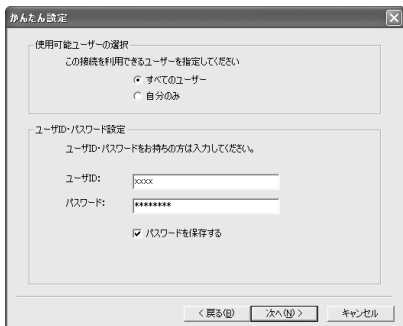 かんたん設定
使用可能ユーザーの選択
この接続を利用できるユーザーを指定してください
すべてのユーザー
自分のみ
ユーザID・パスワード設定
ユーザID・パスワードをお持ちの方は入力してください。
ユーザID: xxxx
パスワード: ********
パスワードを保存する
< 戻る(B) 次へ(N) > キャンセル